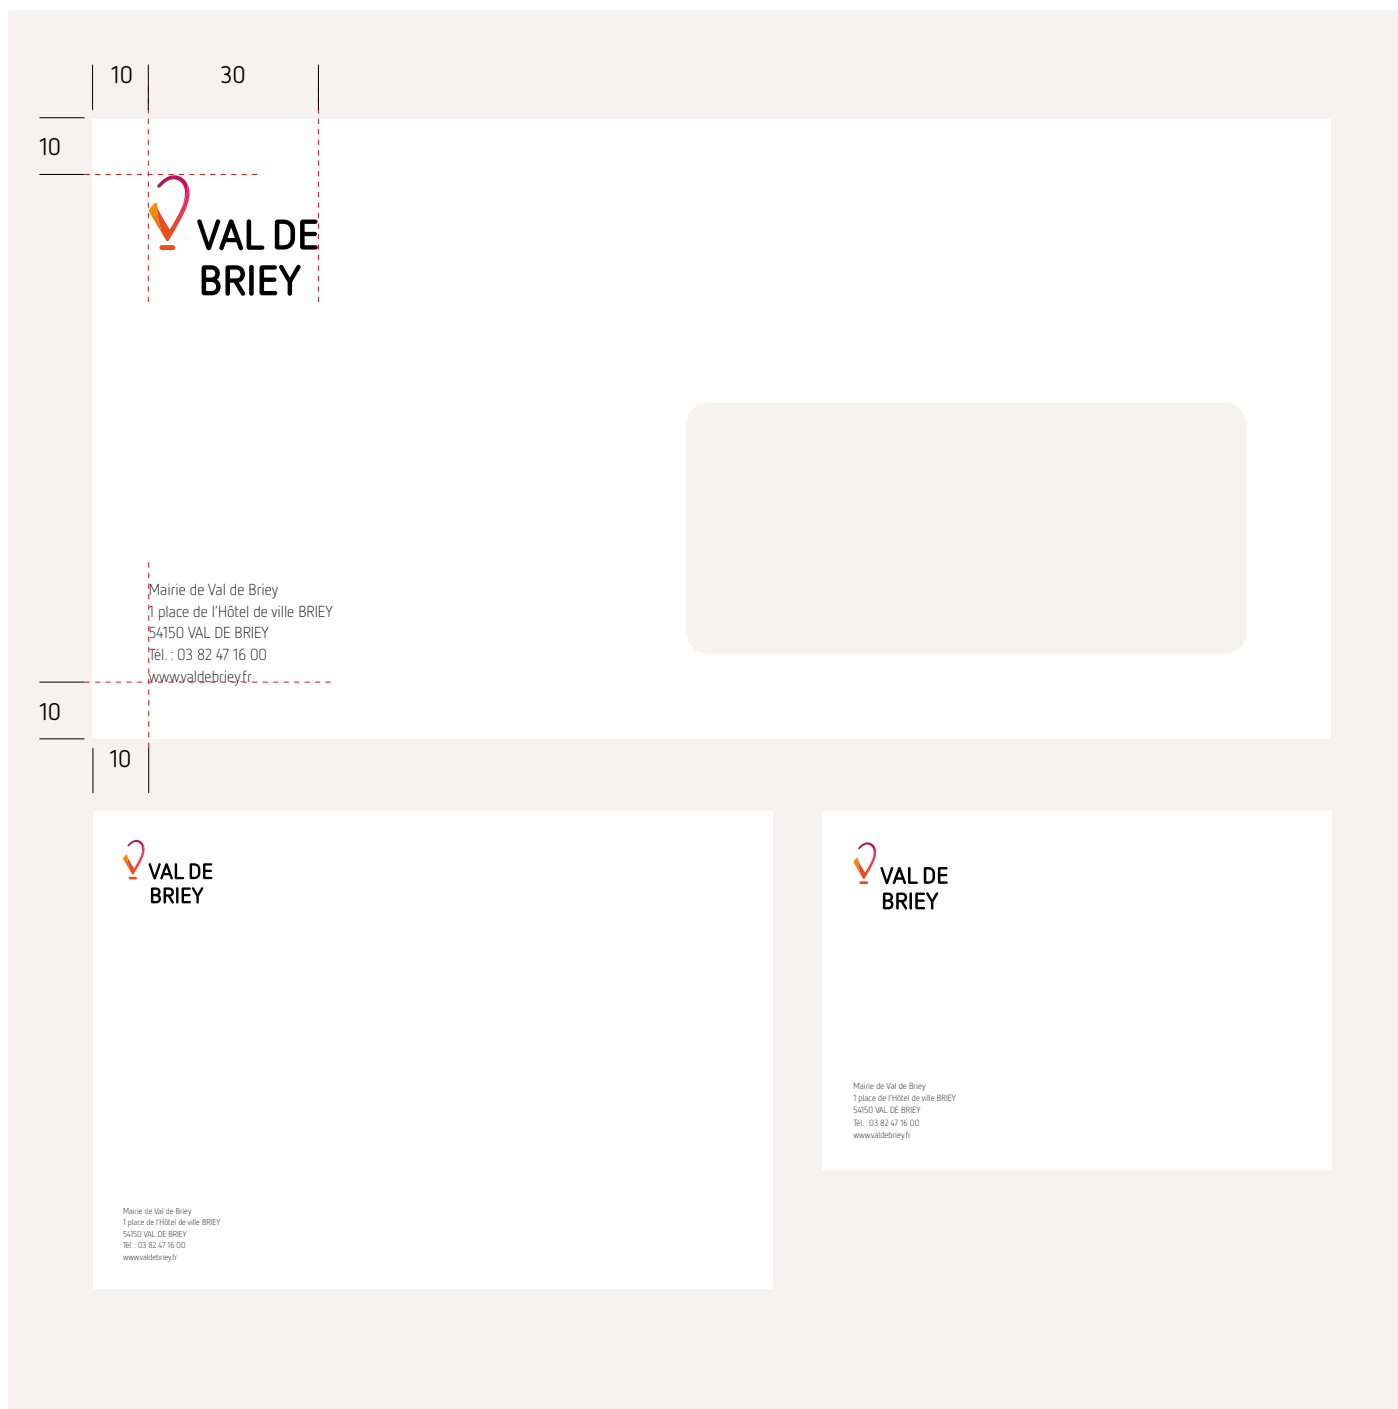 10
30
10
VAL DE
BRIEY
Mairie de Val de Briey
1 place de l'Hôtel de ville BRIEY
54150 VAL DE BRIEY
Tél. : 03 82 47 16 00
www.valdebriey.fr
10
10
VAL DE
BRIEY
Mairie de Val de Briey
1 place de l'Hôtel de ville BRIEY
54150 VAL DE BRIEY
Tél. : 03 82 47 16 00
www.valdebriey.fr
VAL DE
BRIEY
Mairie de Val de Briey
1 place de l'Hôtel de ville BRIEY
54150 VAL DE BRIEY
Tél. : 03 82 47 16 00
www.valdebriey.fr